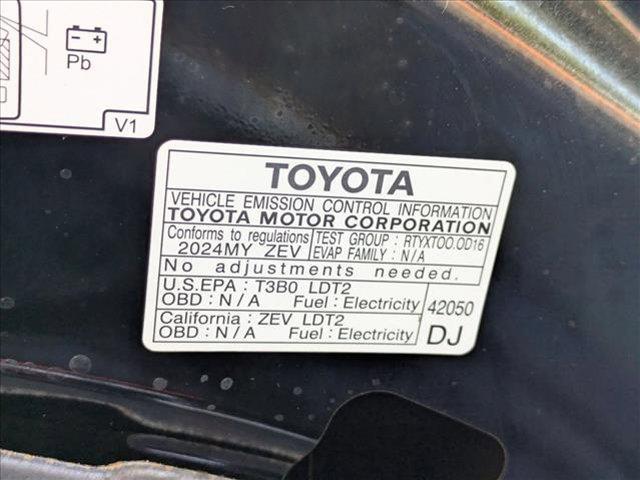 Pb
V1
TOYOTA
VEHICLE EMISSION CONTROL INFORMATION
TOYOTA MOTOR CORPORATION
Conforms to regulations
2024MY ZEV
TEST GROUP : RTYXT00.0D16
EVAP FAMILY : N/A
No adjustments needed.
U.S.EPA : T3B0 LDT2
OBD : N/A Fuel : Electricity
California : ZEV LDT2
OBD : N/A Fuel : Electricity
42050
DJ